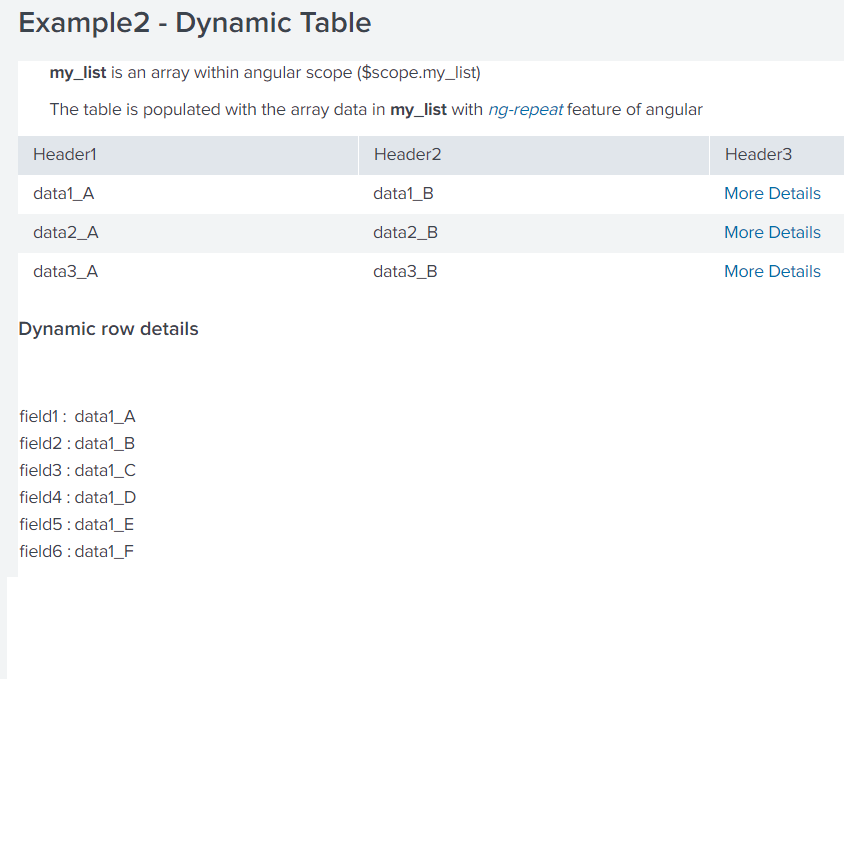 Example2 - Dynamic Table
my_list is an array within angular scope ($scope.my_list)
The table is populated with the array data in my_list with ng-repeat feature of angular
Header1 Header2 Header3
data1_A data1_B More Details
data2_A data2_B More Details
data3_A data3_B More Details
Dynamic row details
field1 : data1_A
field2 : data1_B
field3 : data1_C
field4 : data1_D
field5 : data1_E
field6 : data1_F